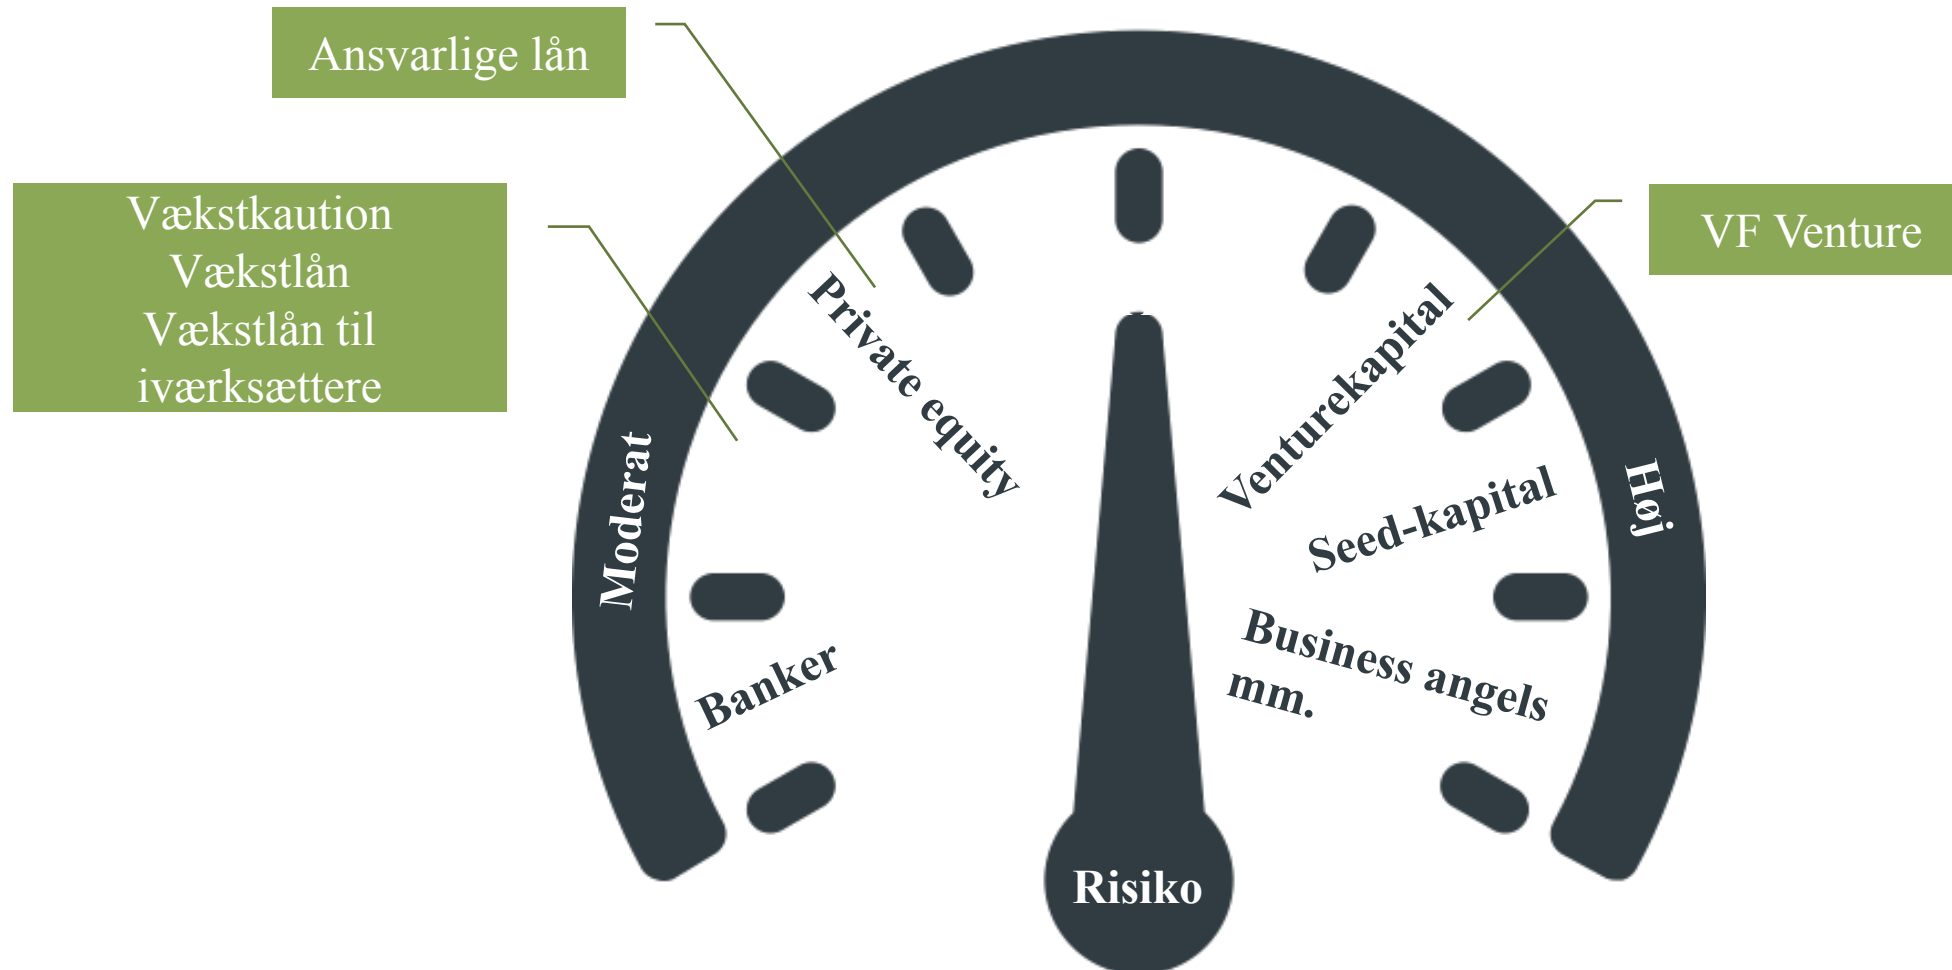 Ansvarlige lån
Vækstkaution
Vækstlån
Vækstlån til
iværksættere
VF Venture
Moderat
Høj
Banker
Private equity
Venturekapital
Seed-kapital
Business angels
mm.
Risiko